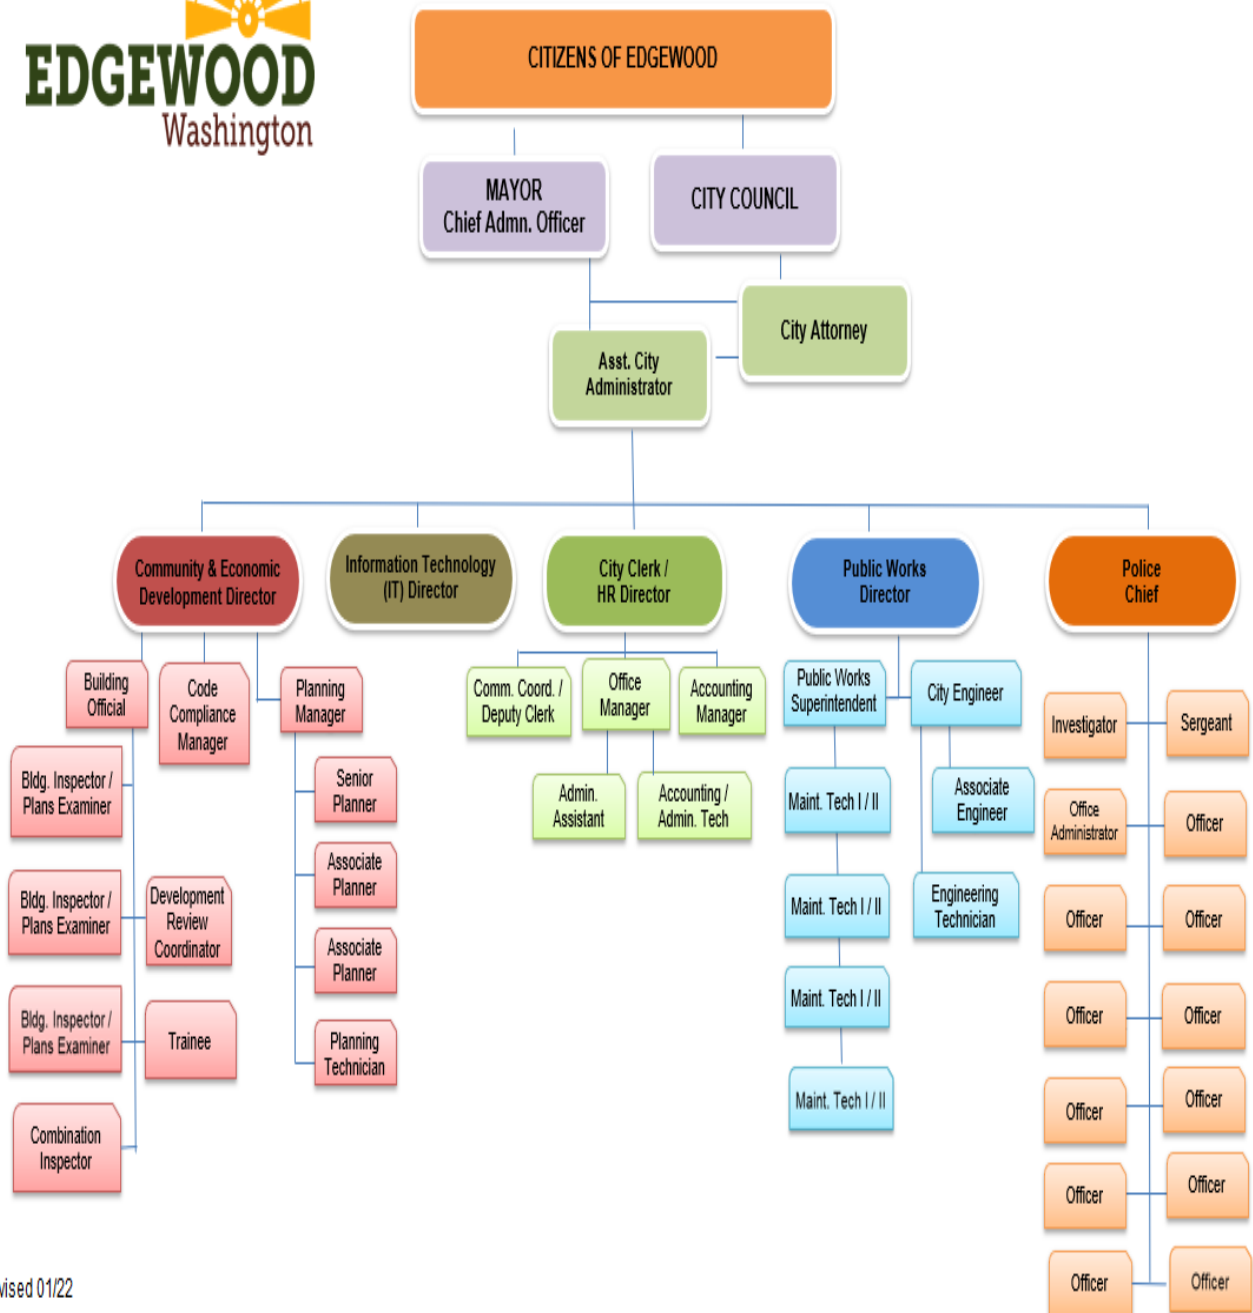 EDGEWOOD
Washington
CITIZENS OF EDGEWOOD
MAYOR
Chief Admn. Officer
CITY COUNCIL
City Attorney
Asst. City
Administrator
Community & Economic
Development Director
Information Technology
(IT) Director
City Clerk /
HR Director
Public Works
Director
Police
Chief
Building
Official
Code
Compliance
Manager
Planning
Manager
Bldg. Inspector /
Plans Examiner
Bldg. Inspector /
Plans Examiner
Development
Review
Coordinator
Bldg. Inspector /
Plans Examiner
Trainee
Combination
Inspector
Senior
Planner
Associate
Planner
Associate
Planner
Planning
Technician
Comm. Coord. /
Deputy Clerk
Office
Manager
Accounting
Manager
Admin.
Assistant
Accounting /
Admin. Tech
Public Works
Superintendent
City Engineer
Maint. Tech I / II
Associate
Engineer
Maint. Tech I / II
Engineering
Technician
Maint. Tech I / II
Maint. Tech I / II
Investigator
Sergeant
Office
Administrator
Officer
Officer
Officer
Officer
Officer
Officer
Officer
Officer
Officer
Officer
Officer
vised 01/22